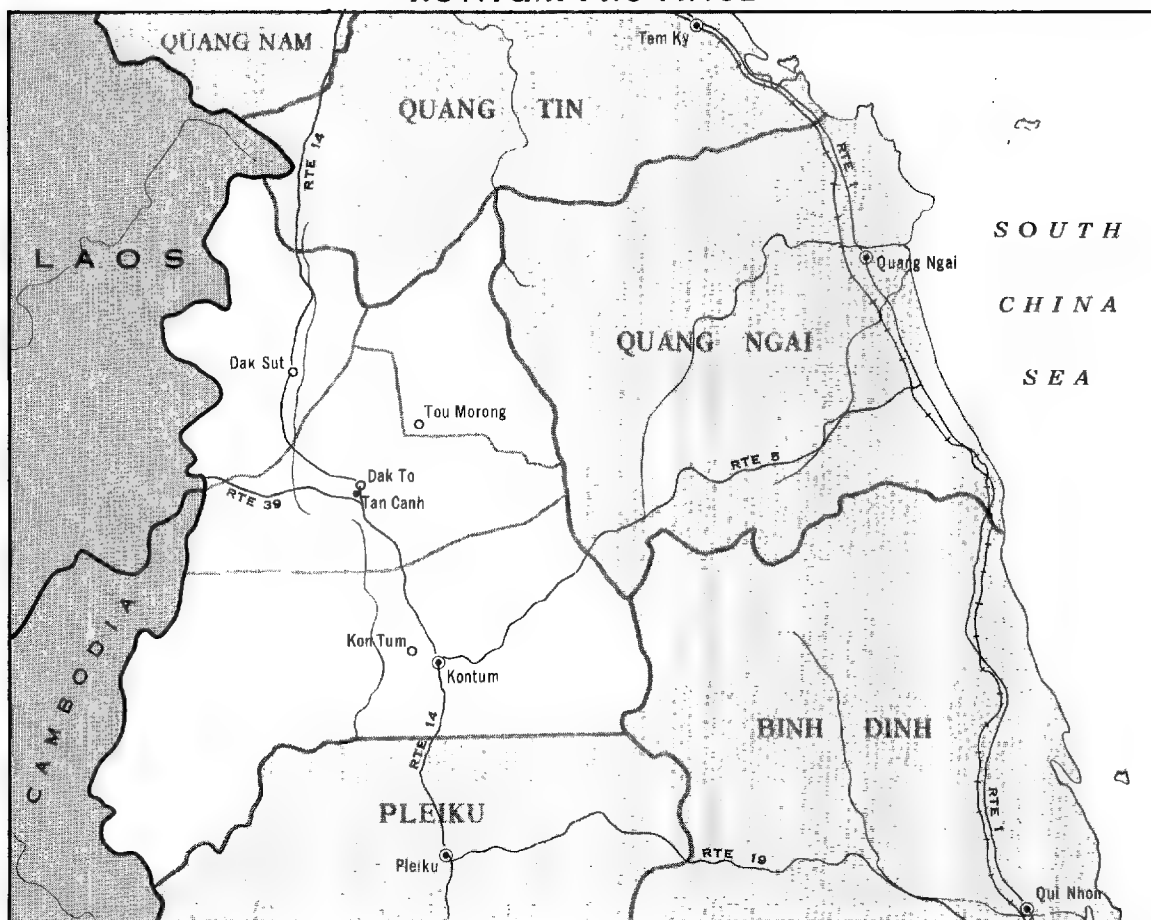 QUANG NAM
Tam Ky
QUANG TIN
RTE 14
RTE 1
SOUTH
CHINA
SEA
LAOS
Quang Ngai
QUANG NGAI
Dak Sut
Tou Morong
RTE 5
Dak To
Tan Canh
RTE 39
CAMBODIA
Kon Tum
Kontum
RTE 14
BINH DINH
RTE 1
PLEIKU
Pleiku
RTE 19
Qui Nhon